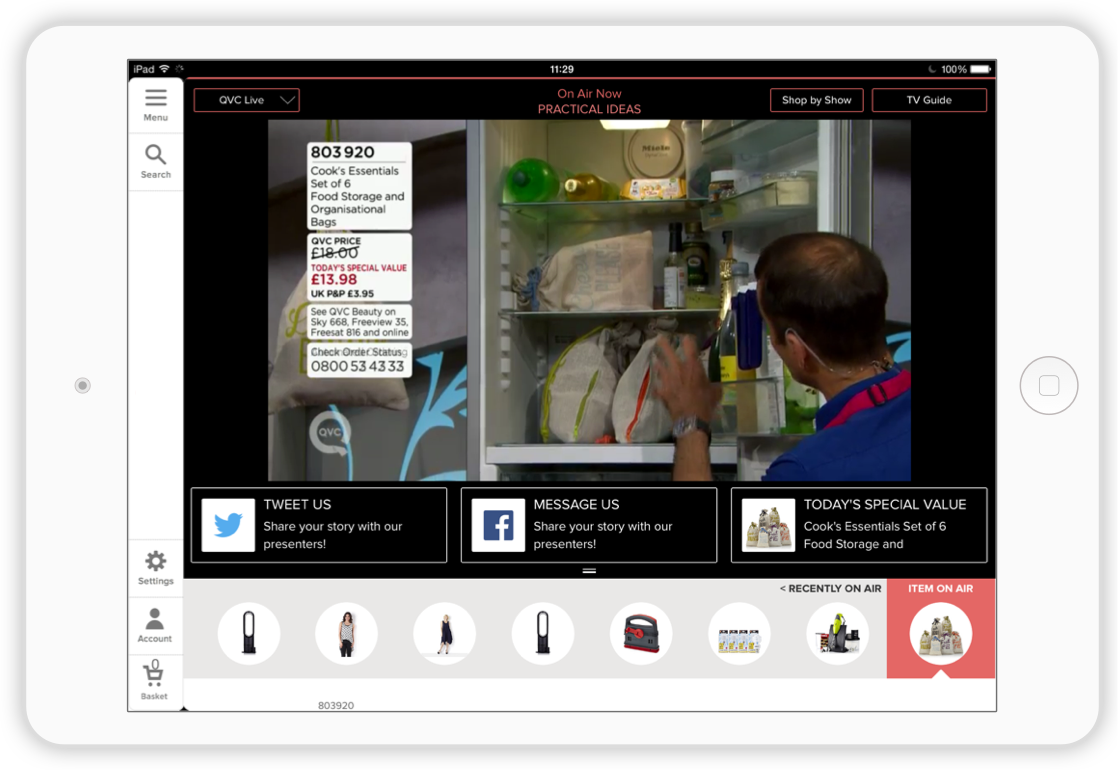 iPad
11:29
100%
Menu
Search
Settings
Account
0
Basket
QVC Live
On Air Now
PRACTICAL IDEAS
Shop by Show
TV Guide
803 920
Cook's Essentials
Set of 6
Food Storage and
Organisational
Bags
QVC PRICE
£18.00
TODAY'S SPECIAL VALUE
£13.98
UK P&P £3.95
See QVC Beauty on
Sky 668, Freeview 35,
Freesat 816 and online
Check Order Status
0800 53 43 33
QVC
Miele
PLEASE
TWEET US
Share your story with our
presenters!
MESSAGE US
Share your story with our
presenters!
TODAY'S SPECIAL VALUE
Cook's Essentials Set of 6
Food Storage and
< RECENTLY ON AIR
ITEM ON AIR
803920